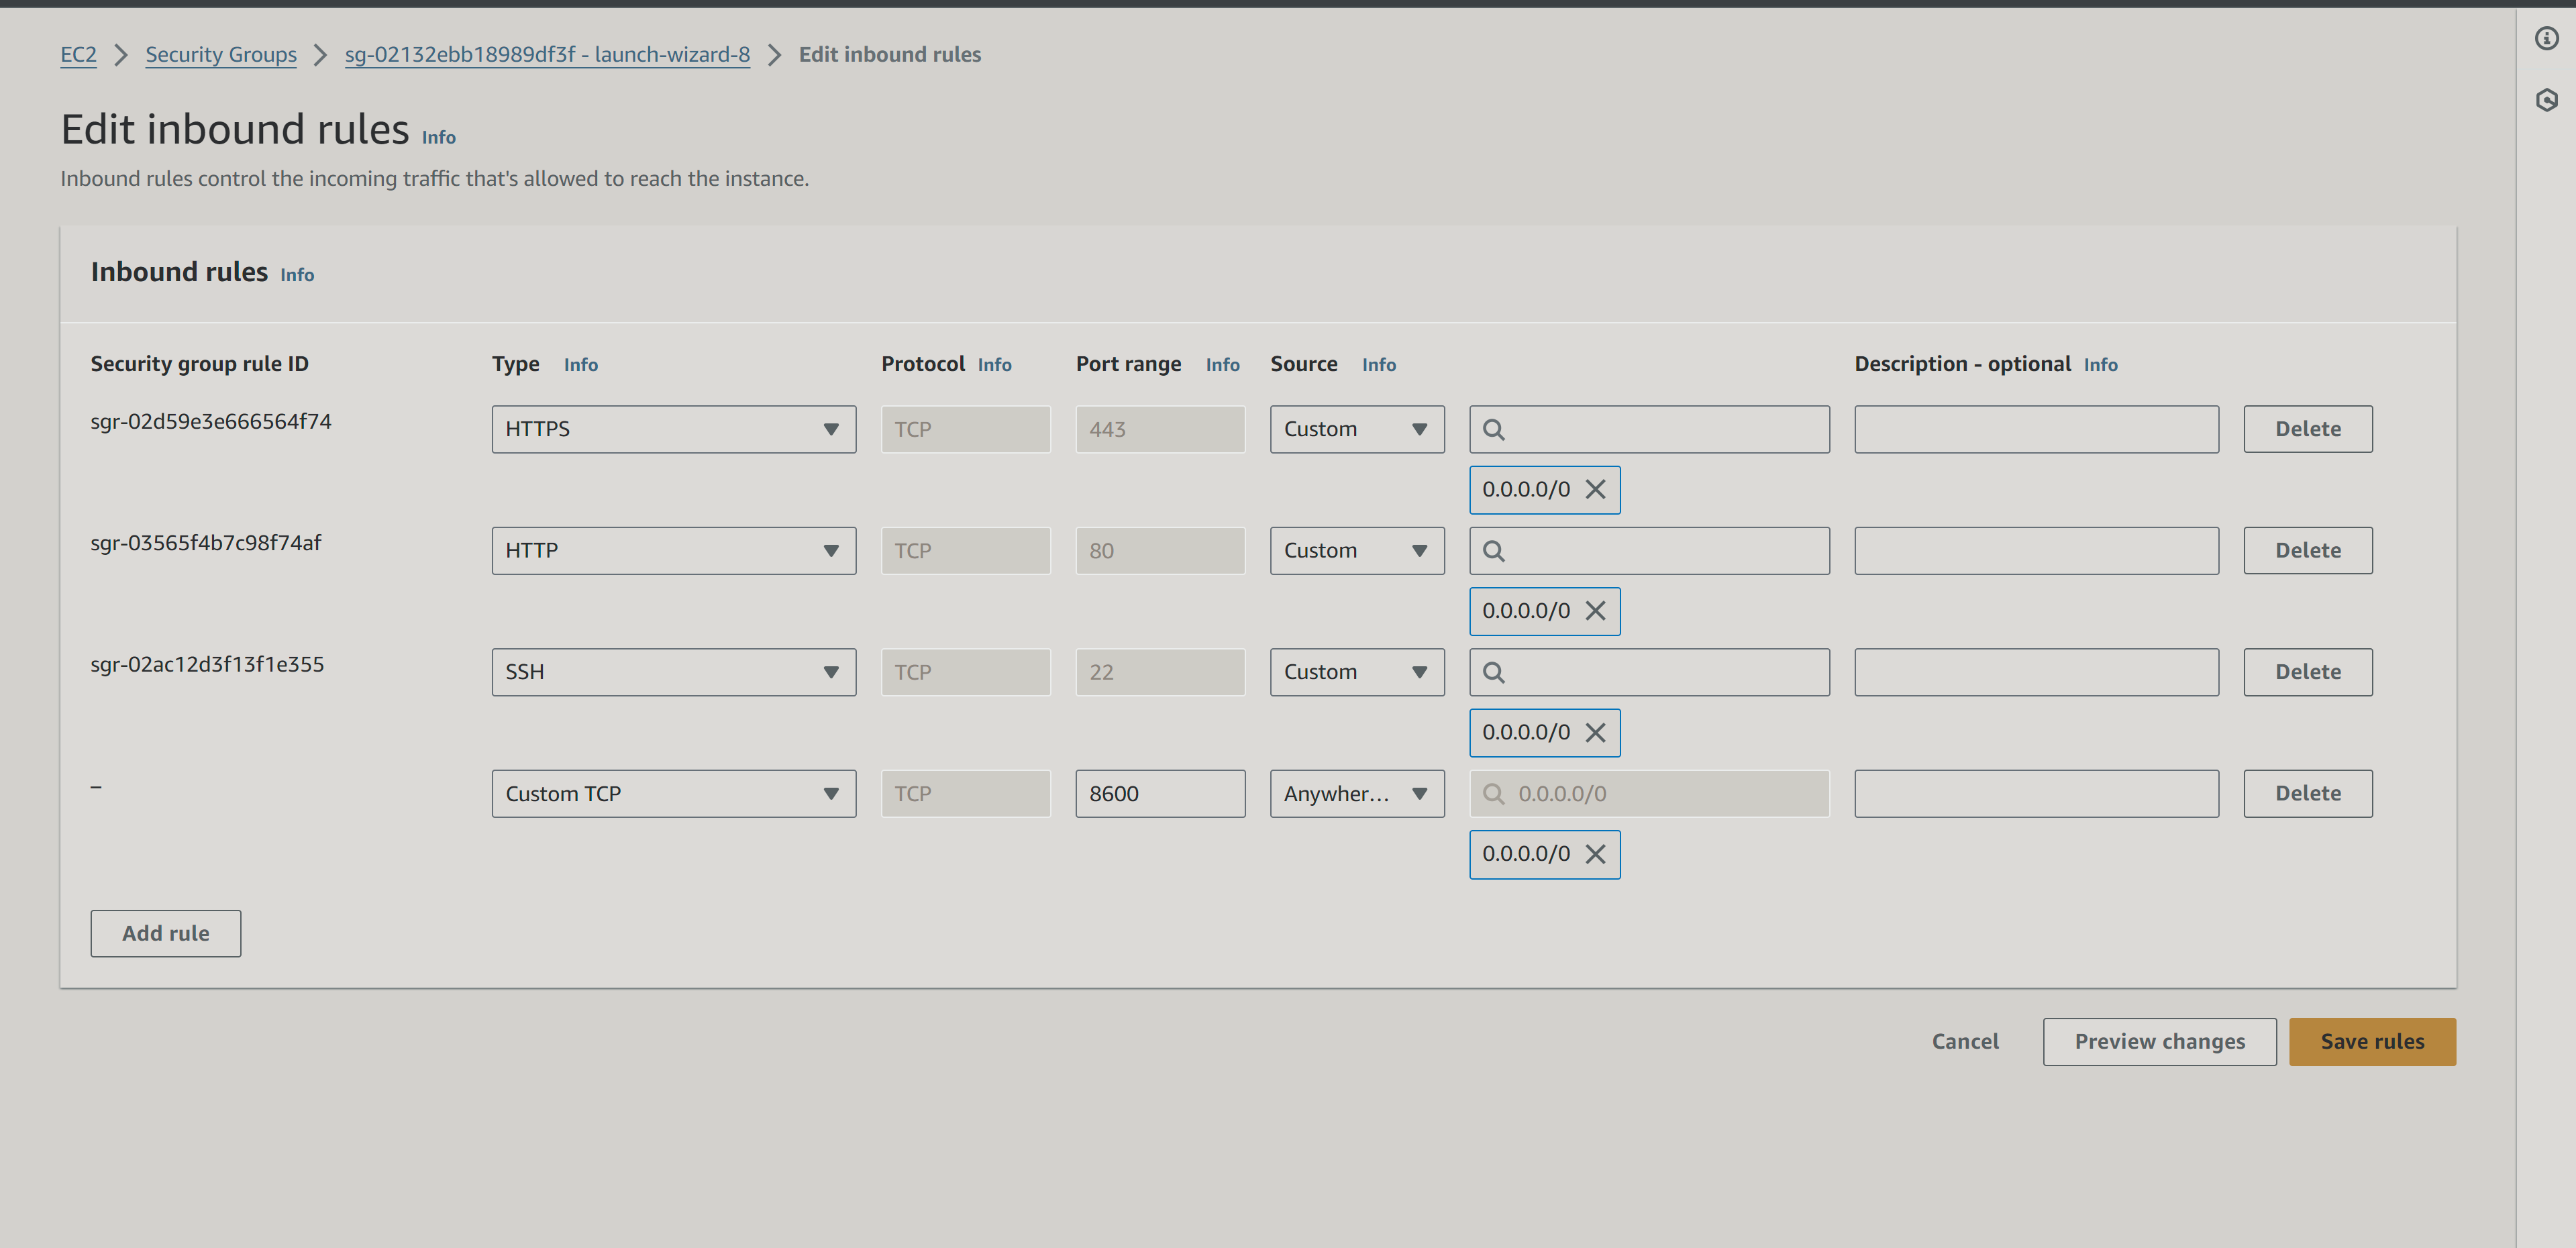 EC2 Security Groups sg-02132ebb18989df3f - launch-wizard-8 Edit inbound rules
Edit inbound rules Info
Inbound rules control the incoming traffic that's allowed to reach the instance.
Inbound rules Info
Security group rule ID Type Info Protocol Info Port range Info Source Info Description - optional Info
sgr-02d59e3e666564f74 HTTPS TCP 443 Custom Delete
0.0.0.0/0
sgr-03565f4b7c98f74af HTTP TCP 80 Custom Delete
0.0.0.0/0
sgr-02ac12d3f13f1e355 SSH TCP 22 Custom Delete
0.0.0.0/0
– Custom TCP TCP 8600 Anywher... 0.0.0.0/0 Delete
0.0.0.0/0
Add rule
Cancel Preview changes Save rules